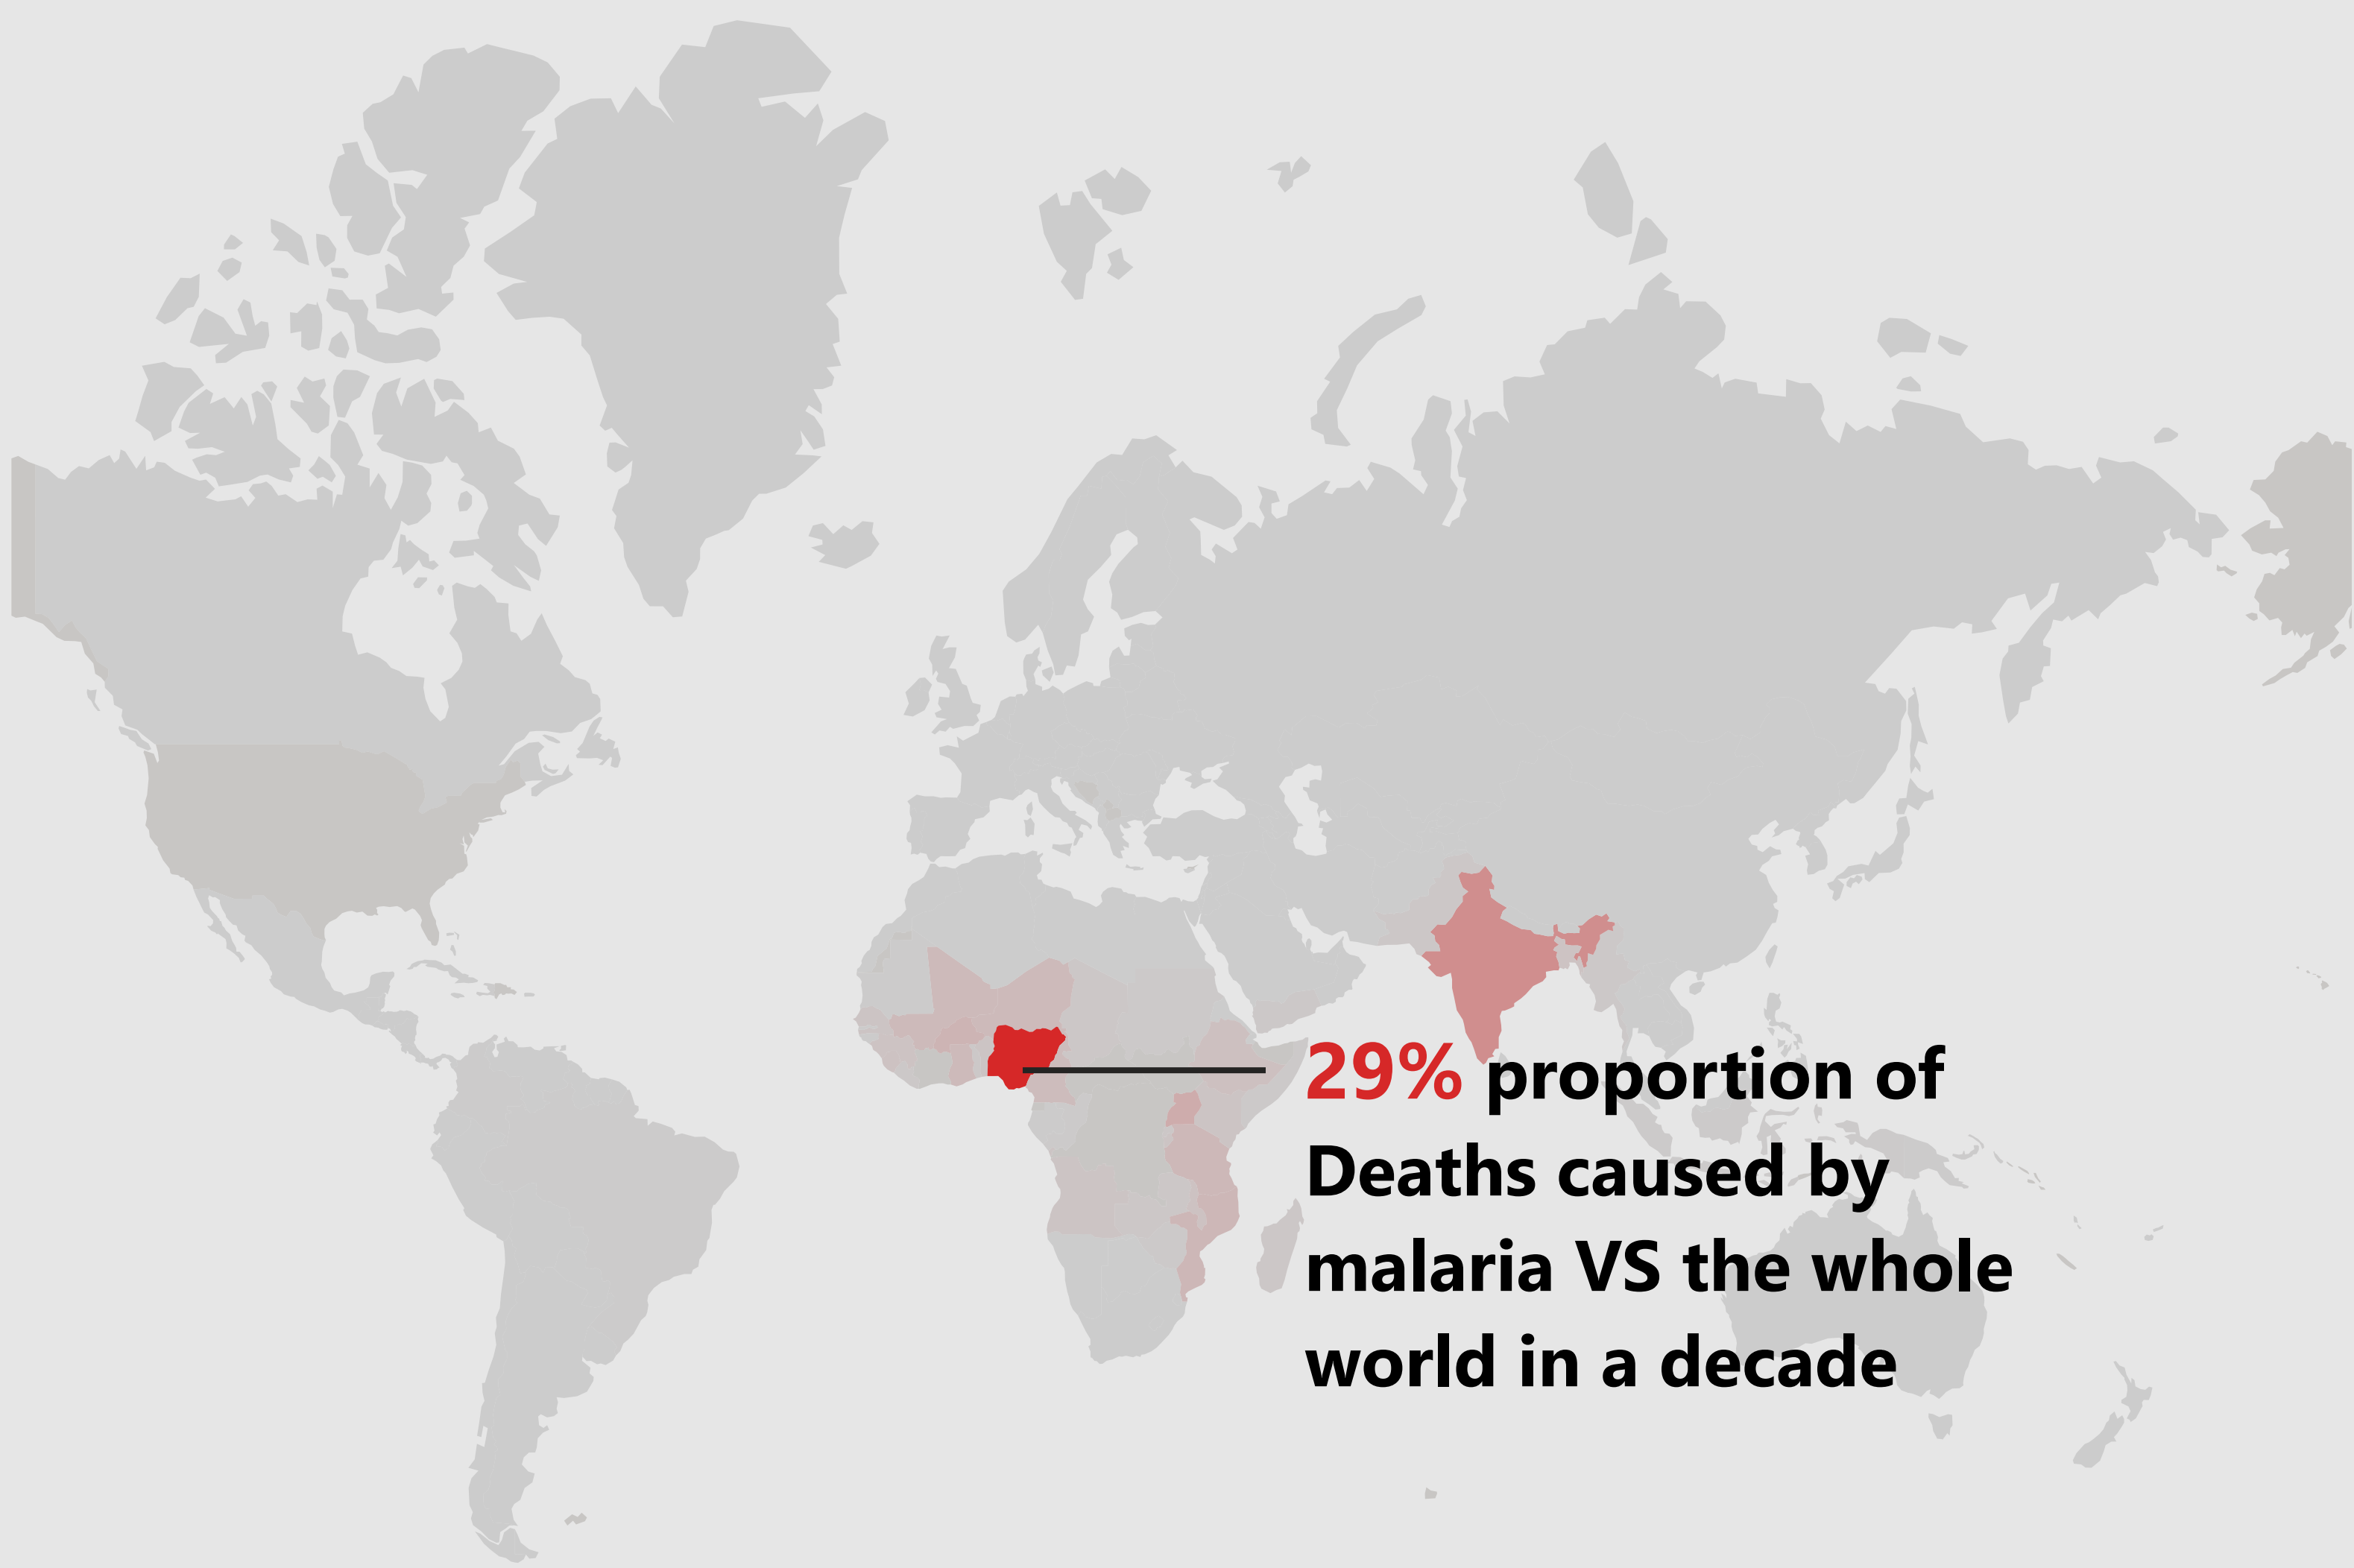 29% proportion of
Deaths caused by
malaria VS the whole
world in a decade